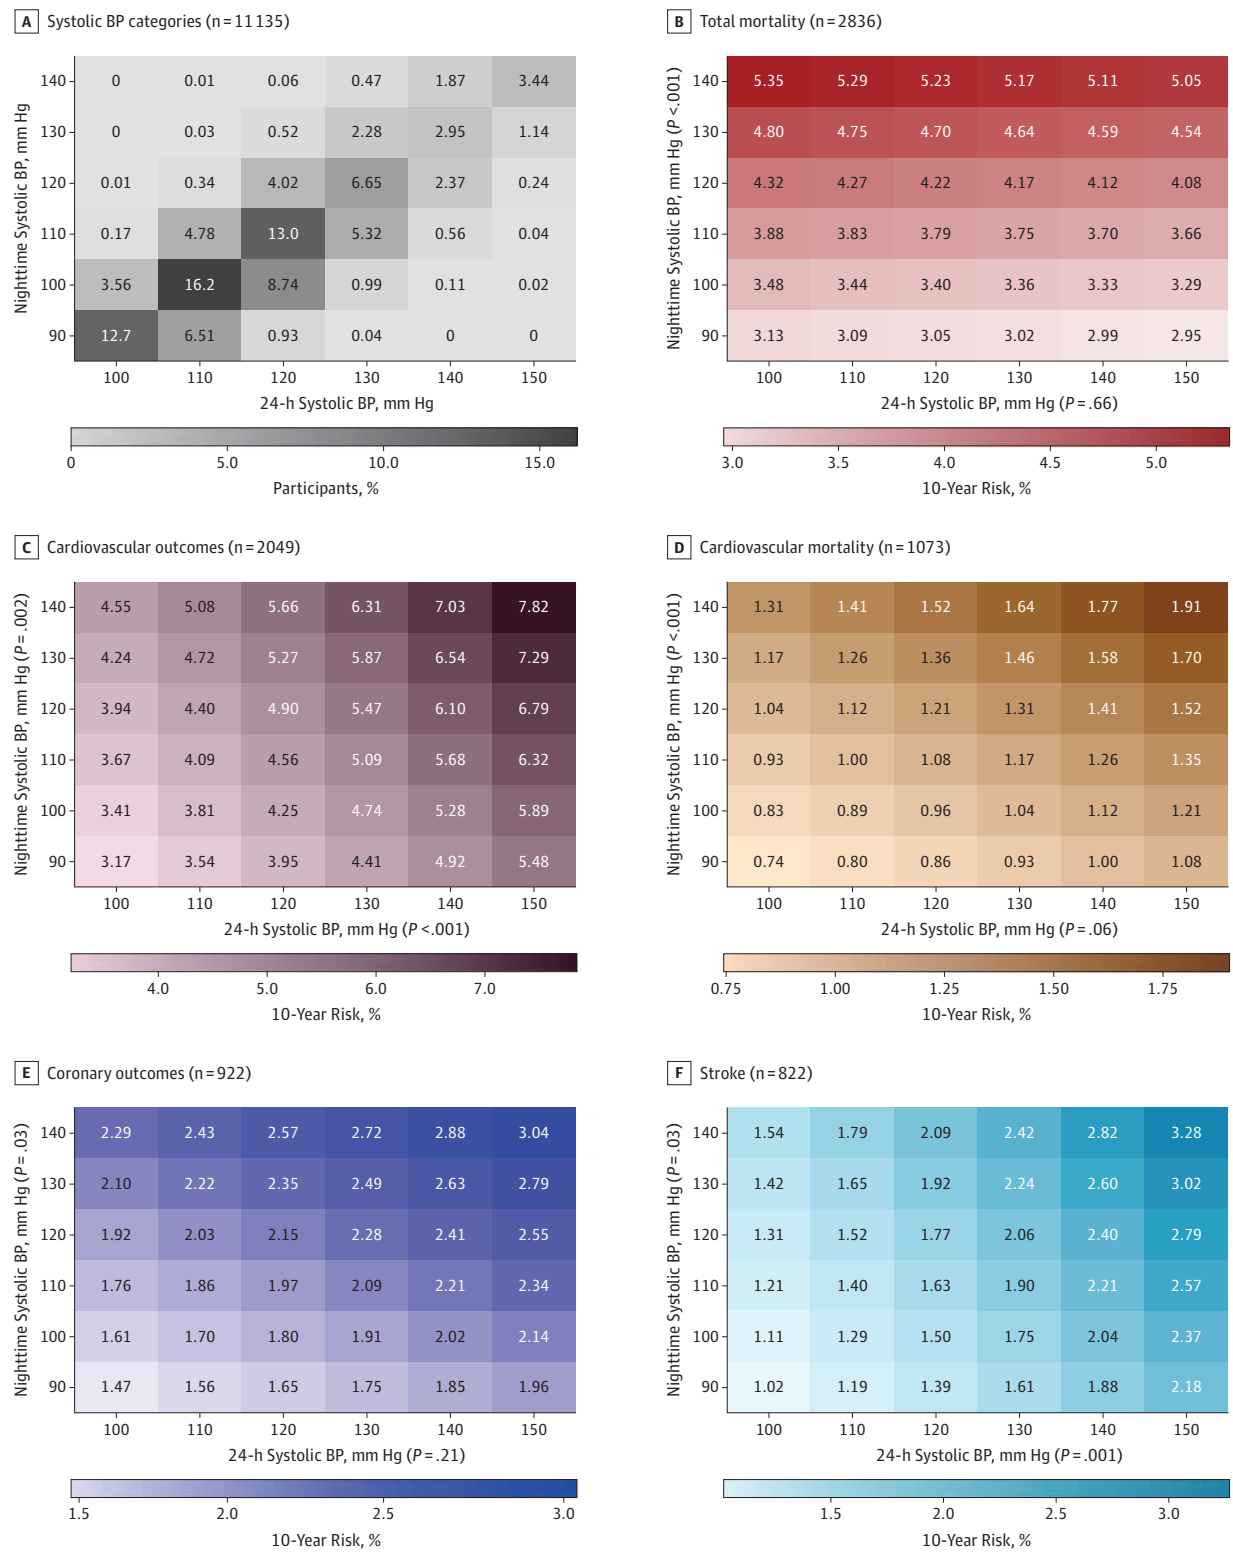 A Systolic BP categories (n=11135)
Nighttime Systolic BP, mm Hg
140 0 0.01 0.06 0.47 1.87 3.44
130 0 0.03 0.52 2.28 2.95 1.14
120 0.01 0.34 4.02 6.65 2.37 0.24
110 0.17 4.78 13.0 5.32 0.56 0.04
100 3.56 16.2 8.74 0.99 0.11 0.02
90 12.7 6.51 0.93 0.04 0 0
100 110 120 130 140 150
24-h Systolic BP, mm Hg
0 5.0 10.0 15.0
Participants, %
B Total mortality (n=2836)
Nighttime Systolic BP, mm Hg (P <.001)
140 5.35 5.29 5.23 5.17 5.11 5.05
130 4.80 4.75 4.70 4.64 4.59 4.54
120 4.32 4.27 4.22 4.17 4.12 4.08
110 3.88 3.83 3.79 3.75 3.70 3.66
100 3.48 3.44 3.40 3.36 3.33 3.29
90 3.13 3.09 3.05 3.02 2.99 2.95
100 110 120 130 140 150
24-h Systolic BP, mm Hg (P=.66)
3.0 3.5 4.0 4.5 5.0
10-Year Risk, %
C Cardiovascular outcomes (n=2049)
Nighttime Systolic BP, mm Hg (P=.002)
140 4.55 5.08 5.66 6.31 7.03 7.82
130 4.24 4.72 5.27 5.87 6.54 7.29
120 3.94 4.40 4.90 5.47 6.10 6.79
110 3.67 4.09 4.56 5.09 5.68 6.32
100 3.41 3.81 4.25 4.74 5.28 5.89
90 3.17 3.54 3.95 4.41 4.92 5.48
100 110 120 130 140 150
24-h Systolic BP, mm Hg (P <.001)
4.0 5.0 6.0 7.0
10-Year Risk, %
D Cardiovascular mortality (n=1073)
Nighttime Systolic BP, mm Hg (P <.001)
140 1.31 1.41 1.52 1.64 1.77 1.91
130 1.17 1.26 1.36 1.46 1.58 1.70
120 1.04 1.12 1.21 1.31 1.41 1.52
110 0.93 1.00 1.08 1.17 1.26 1.35
100 0.83 0.89 0.96 1.04 1.12 1.21
90 0.74 0.80 0.86 0.93 1.00 1.08
100 110 120 130 140 150
24-h Systolic BP, mm Hg (P=.06)
0.75 1.00 1.25 1.50 1.75
10-Year Risk, %
E Coronary outcomes (n=922)
Nighttime Systolic BP, mm Hg (P=.03)
140 2.29 2.43 2.57 2.72 2.88 3.04
130 2.10 2.22 2.35 2.49 2.63 2.79
120 1.92 2.03 2.15 2.28 2.41 2.55
110 1.76 1.86 1.97 2.09 2.21 2.34
100 1.61 1.70 1.80 1.91 2.02 2.14
90 1.47 1.56 1.65 1.75 1.85 1.96
100 110 120 130 140 150
24-h Systolic BP, mm Hg (P=.21)
1.5 2.0 2.5 3.0
10-Year Risk, %
F Stroke (n=822)
Nighttime Systolic BP, mm Hg (P=.03)
140 1.54 1.79 2.09 2.42 2.82 3.28
130 1.42 1.65 1.92 2.24 2.60 3.02
120 1.31 1.52 1.77 2.06 2.40 2.79
110 1.21 1.40 1.63 1.90 2.21 2.57
100 1.11 1.29 1.50 1.75 2.04 2.37
90 1.02 1.19 1.39 1.61 1.88 2.18
100 110 120 130 140 150
24-h Systolic BP, mm Hg (P=.001)
1.5 2.0 2.5 3.0
10-Year Risk, %